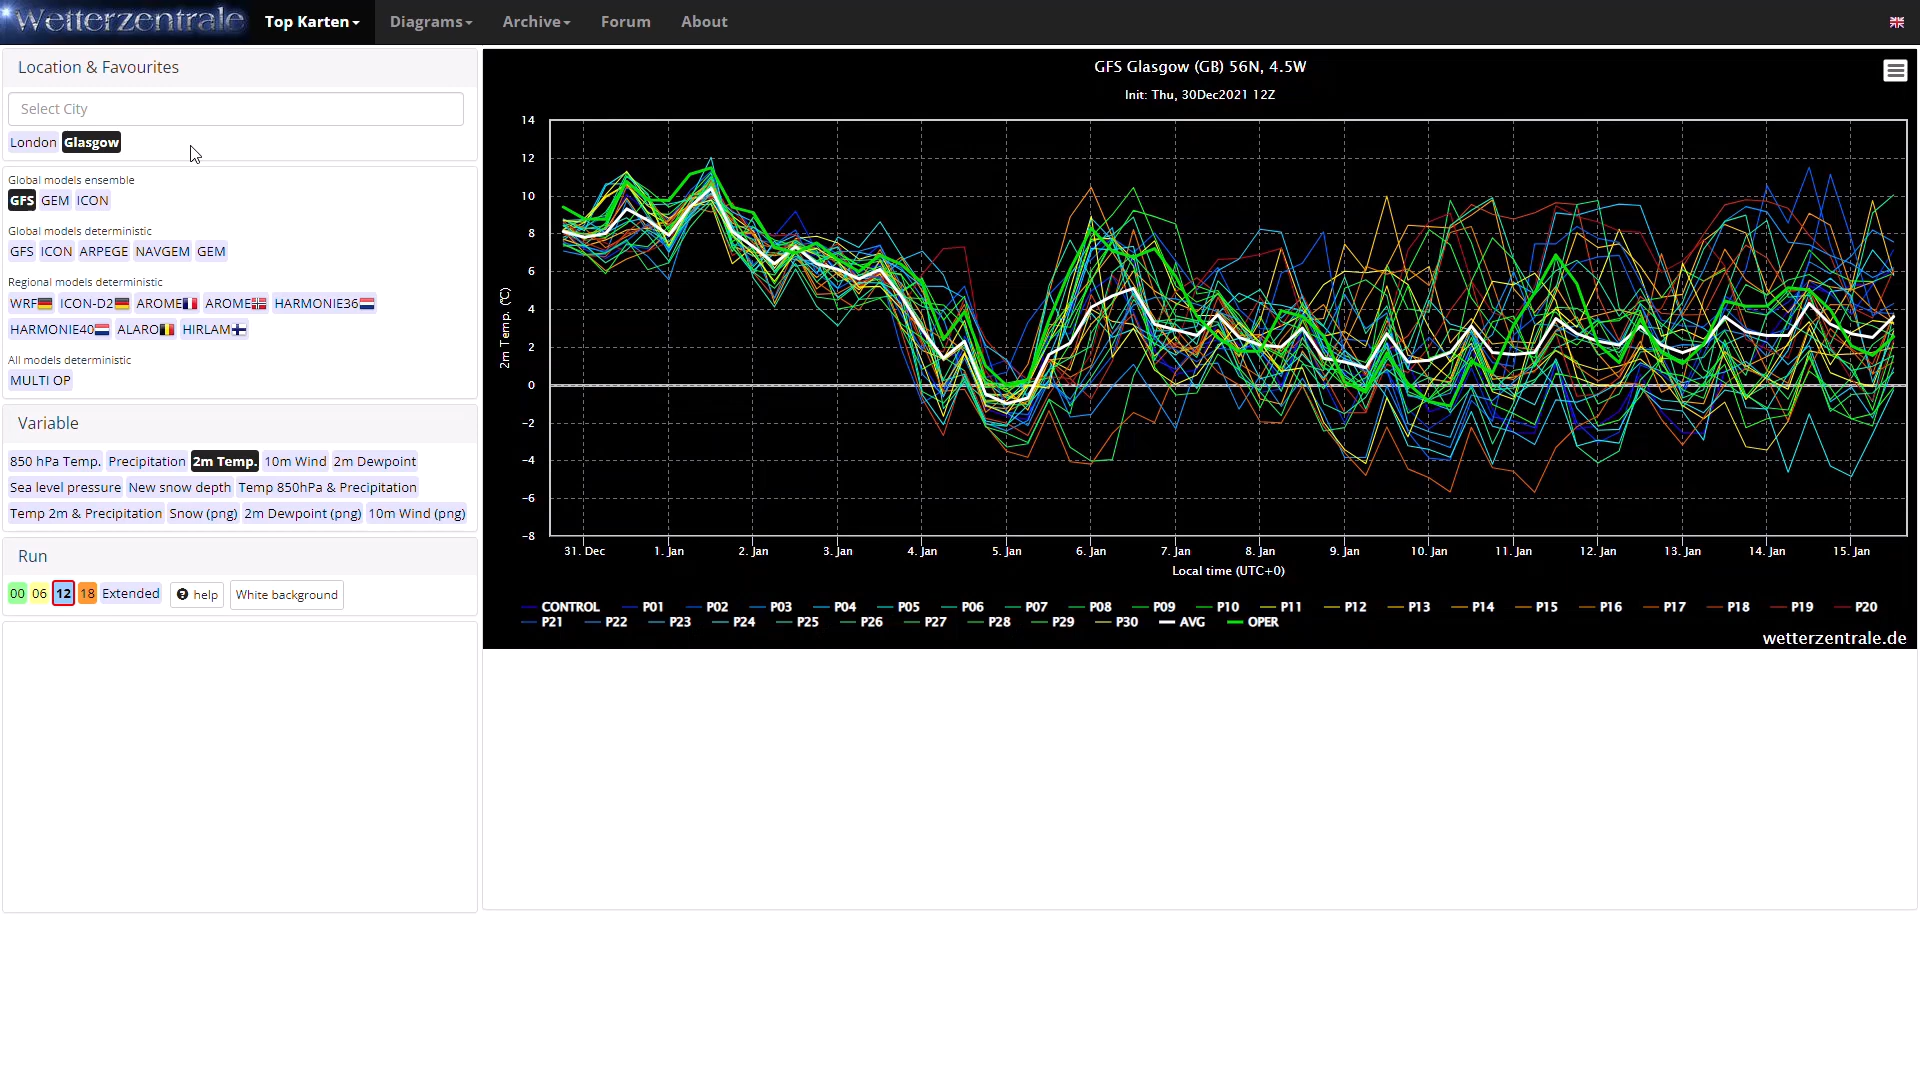 Wetterzentrale Top Karten Diagrams Archive Forum About
Location & Favourites
Select City
London Glasgow
Global models ensemble
GFS GEM ICON
Global models deterministic
GFS ICON ARPEGE NAVGEM GEM
Regional models deterministic
WRF ICON-D2 AROME AROME HARMONIE36
HARMONIE40 ALARO HIRLAM
All models deterministic
MULTI OP
Variable
850 hPa Temp. Precipitation 2m Temp. 10m Wind 2m Dewpoint
Sea level pressure New snow depth Temp 850hPa & Precipitation
Temp 2m & Precipitation Snow (png) 2m Dewpoint (png) 10m Wind (png)
Run
00 06 12 18 Extended ? help White background
GFS Glasgow (GB) 56N, 4.5W
Init: Thu, 30Dec2021 12Z
2m Temp. (°C)
14
12
10
8
6
4
2
0
−2
−4
−6
−8
31. Dec 1. Jan 2. Jan 3. Jan 4. Jan 5. Jan 6. Jan 7. Jan 8. Jan 9. Jan 10. Jan 11. Jan 12. Jan 13. Jan 14. Jan 15. Jan
Local time (UTC+0)
CONTROL P01 P02 P03 P04 P05 P06 P07 P08 P09 P10 P11 P12 P13 P14 P15 P16 P17 P18 P19 P20
P21 P22 P23 P24 P25 P26 P27 P28 P29 P30 AVG OPER
wetterzentrale.de